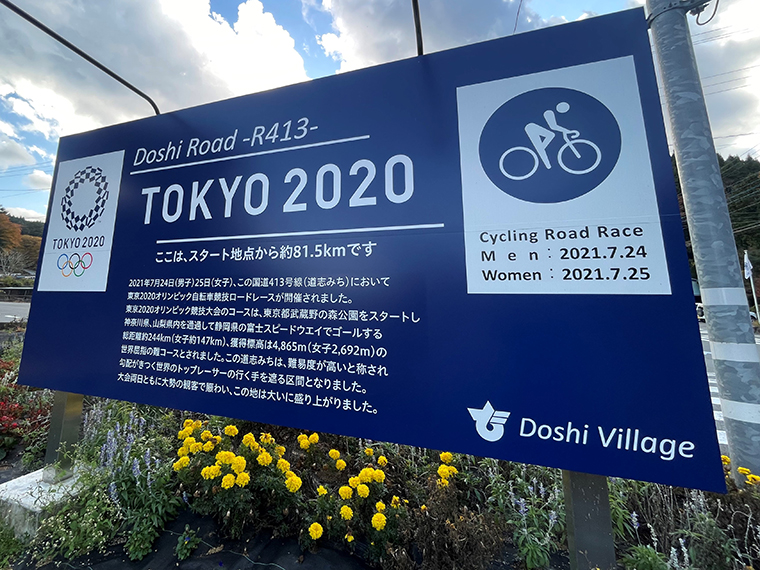 Doshi Road -R413-
TOKYO 2020
TOKYO 2020
ここは、スタート地点から約81.5kmです
2021年7月24日(男子)25日(女子)、この国道413号線(道志みち)において
東京2020オリンピック自転車競技ロードレースが開催されました。
東京2020オリンピック競技大会のコースは、東京都武蔵野の森公園をスタートし
神奈川県、山梨県内を通過して静岡県の富士スピードウエイでゴールする
総距離約244km(女子約147km)、獲得標高は4,865m(女子2,692m)の
世界屈指の難コースとされました。この道志みちは、難易度が高いと称され
勾配がきつく世界のトップレーサーの行く手を遮る区間となりました。
大会両日ともに大勢の観客で賑わい、この地は大いに盛り上がりました。
Cycling Road Race
Men：2021.7.24
Women：2021.7.25
Doshi Village